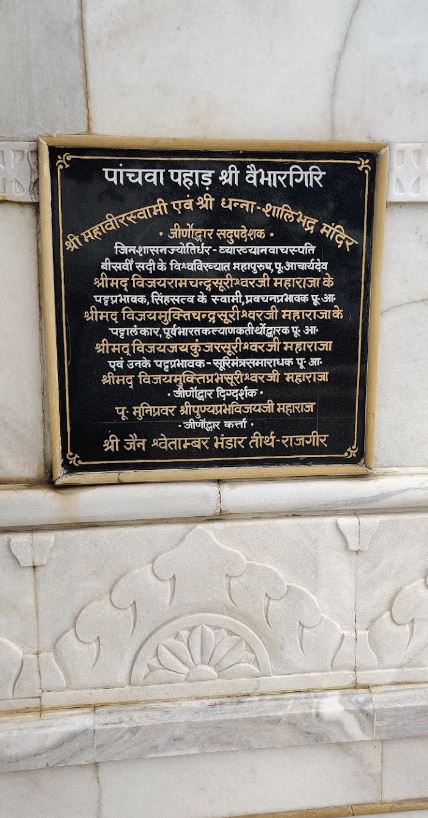 पांचवा पहाड़ श्री वैभारगिरि
श्री महावीरस्वामी एवं श्री धन्ना-शालिभद्र मंदिर
· जीर्णोद्धार सदुपदेशक ·
जिनशासनज्योतिर्धर - व्याख्यानवाचस्पति
बीसवीं सदी के विश्वविख्यात महापुरुष, पू. आचार्यदेव
श्रीमद् विजयरामचन्द्रसूरीश्वरजी महाराजा के
पट्टप्रभावक, सिंहसत्व के स्वामी, प्रवचनप्रभावक पू. आ.
श्रीमद् विजयमुक्तिचन्द्रसूरीश्वरजी महाराजा के
पट्टालंकार, पूर्वभारतकल्याणकतीर्थोद्धारक पू. आ.
श्रीमद् विजयजयकुंजरसूरीश्वरजी महाराजा
एवं उनके पट्टप्रभावक - सूरिमंत्रसमाराधक पू. आ.
श्रीमद् विजयमुक्तिप्रभसूरीश्वरजी महाराजा
· जीर्णोद्धार दिग्दर्शक ·
पू. मुनिप्रवर श्रीपुण्यप्रभविजयजी महाराज
· जीर्णोद्धार कर्त्ता ·
श्री जैन श्वेताम्बर भंडार तीर्थ - राजगीर